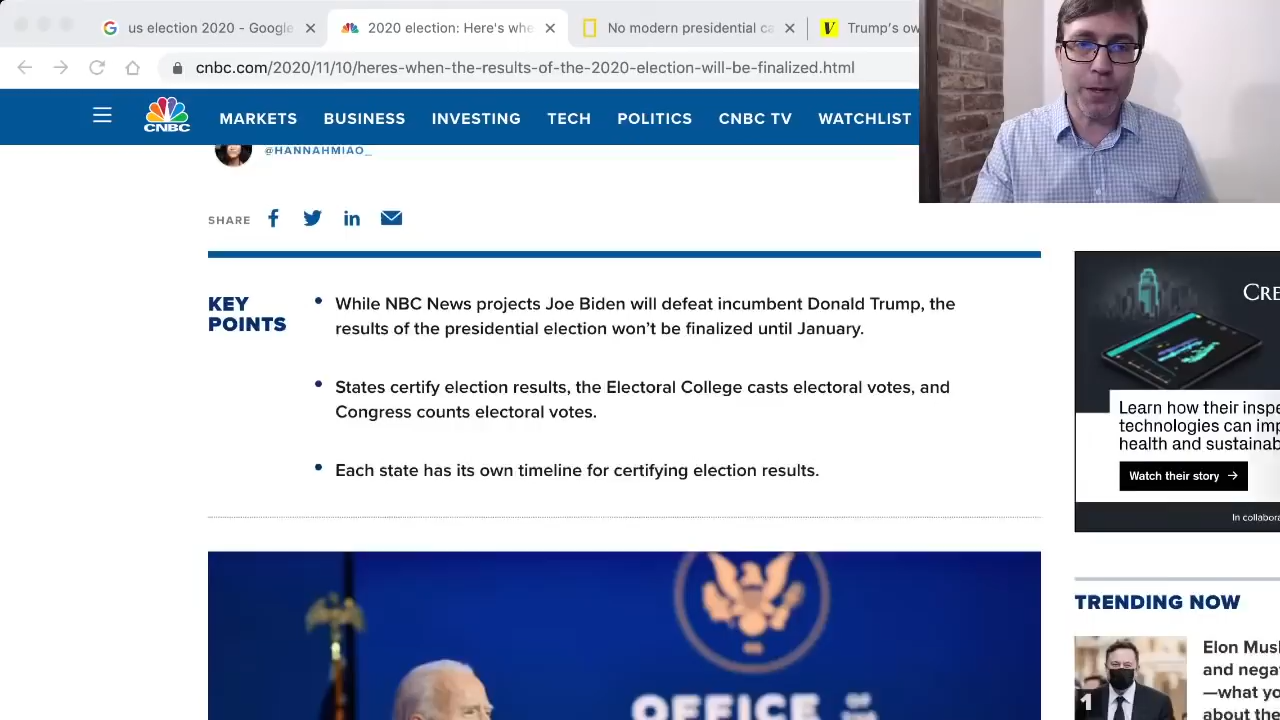 us election 2020 - Google
2020 election: Here's whe
No modern presidential ca
Trump's ow
cnbc.com/2020/11/10/heres-when-the-results-of-the-2020-election-will-be-finalized.html
CNBC
MARKETS
BUSINESS
INVESTING
TECH
POLITICS
CNBC TV
WATCHLIST
@HANNAHMIAO_
SHARE
KEY
POINTS
While NBC News projects Joe Biden will defeat incumbent Donald Trump, the
results of the presidential election won't be finalized until January.
States certify election results, the Electoral College casts electoral votes, and
Congress counts electoral votes.
Each state has its own timeline for certifying election results.
CRE
Learn how their inspe
technologies can imp
health and sustainab
Watch their story →
In collabora
TRENDING NOW
1
Elon Mus
and nega
—what yo
about the
OFFICE